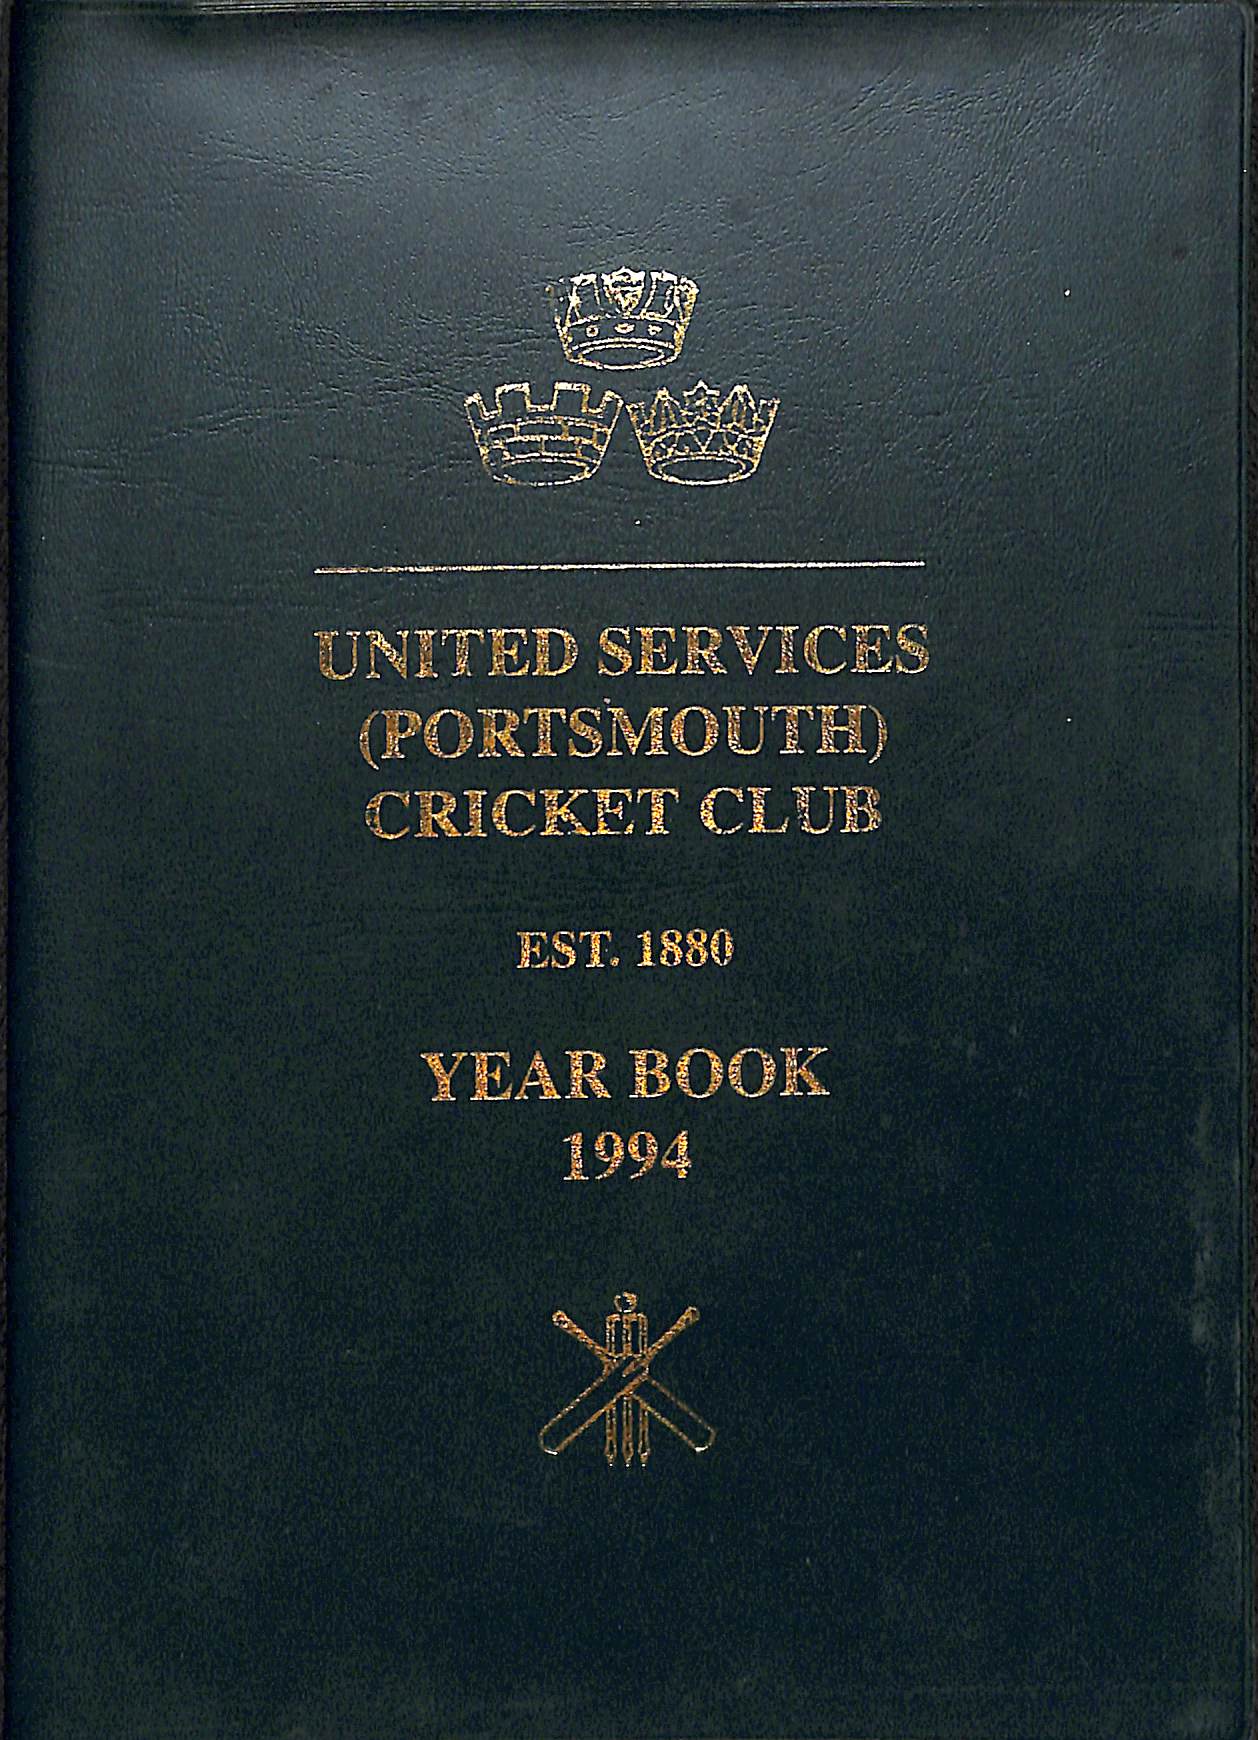 UNITED SERVICES
(PORTSMOUTH)
CRICKET CLUB
EST. 1880
YEAR BOOK
1994